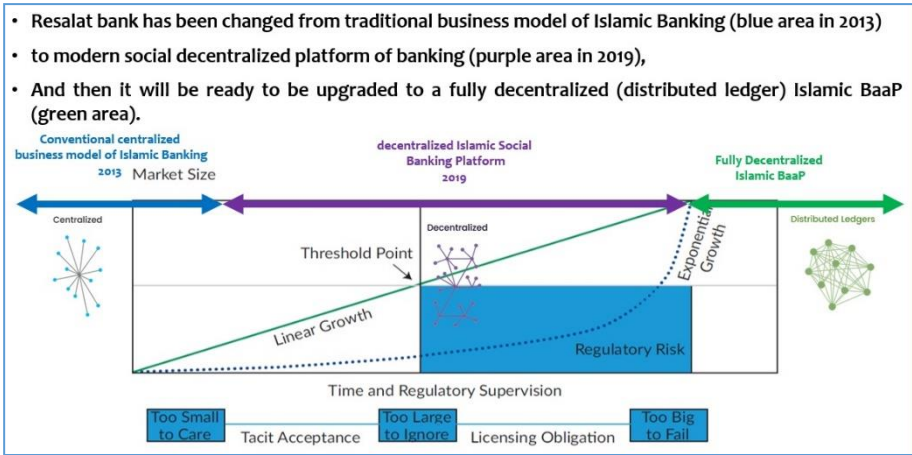 • Resalat bank has been changed from traditional business model of Islamic Banking (blue area in 2013)
• to modern social decentralized platform of banking (purple area in 2019),
• And then it will be ready to be upgraded to a fully decentralized (distributed ledger) Islamic BaaP
(green area).
Conventional centralized
business model of Islamic Banking
2013
Market Size
decentralized Islamic Social
Banking Platform
2019
Fully Decentralized
Islamic BaaP
Centralized
Decentralized
Distributed Ledgers
Threshold Point
Linear Growth
Exponential
Growth
Regulatory Risk
Time and Regulatory Supervision
Too Small
to Care
Tacit Acceptance
Too Large
to Ignore
Licensing Obligation
Too Big
to Fail